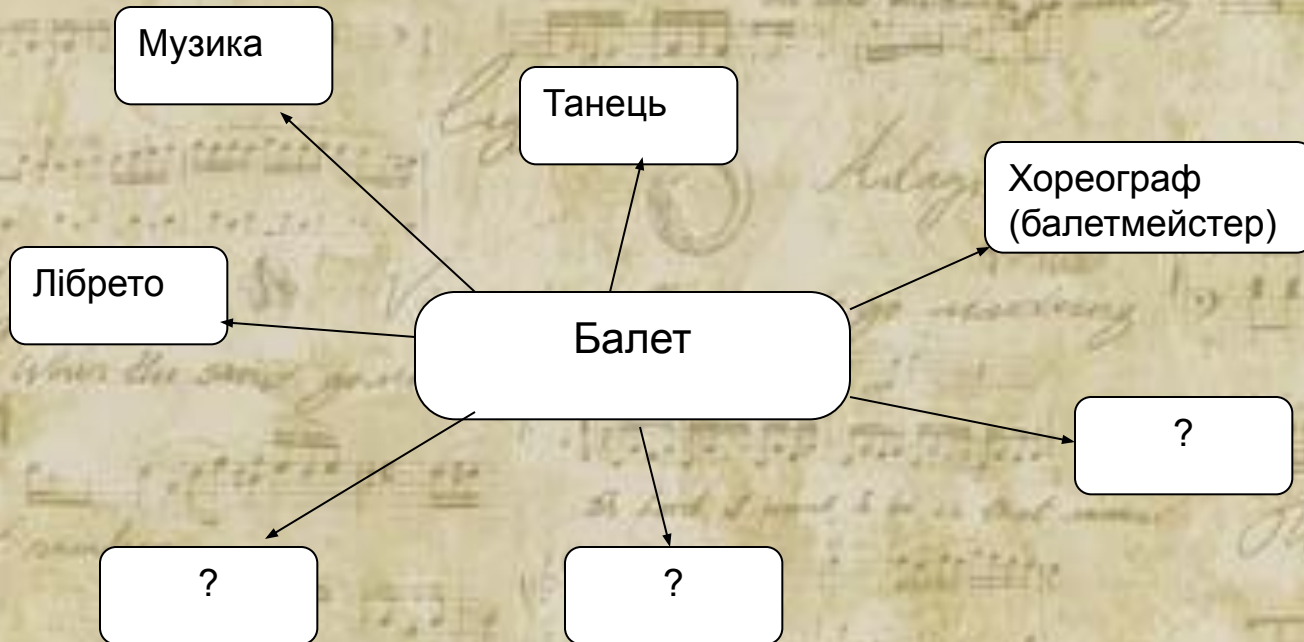 Музика
Танець
Хореограф
(балетмейстер)
Лібрето
Балет
?
?
?